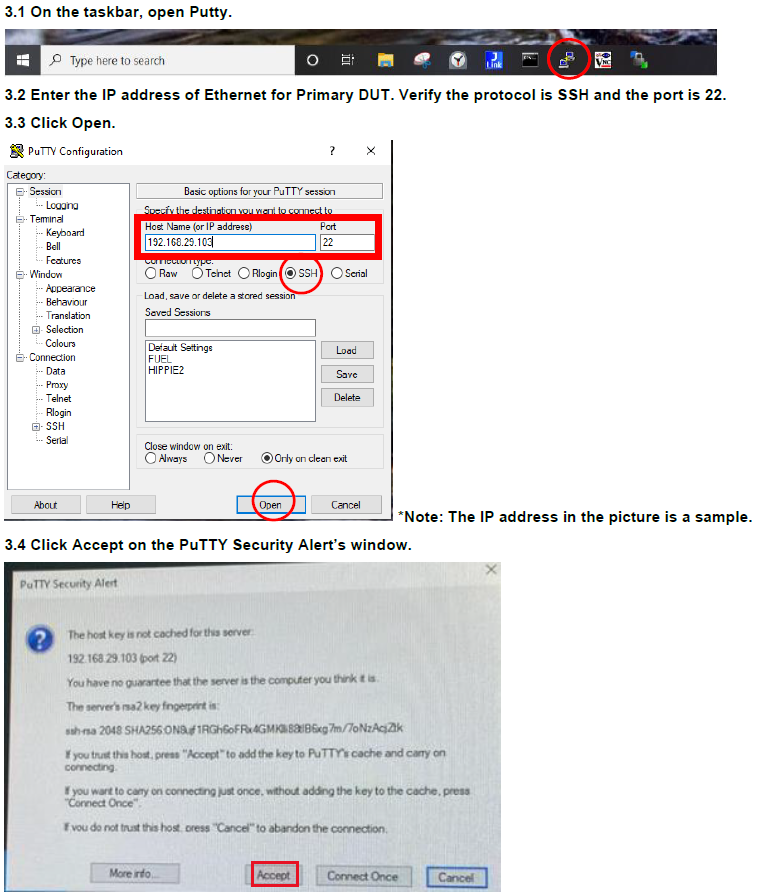 3.1 On the taskbar, open Putty.
Type here to search
3.2 Enter the IP address of Ethernet for Primary DUT. Verify the protocol is SSH and the port is 22.
3.3 Click Open.
PuTTY Configuration
? ×
Category:
Session
Logging
Terminal
Keyboard
Bell
Features
Window
Appearance
Behaviour
Translation
Selection
Colours
Connection
Data
Proxy
Telnet
Rlogin
SSH
Serial
Basic options for your PuTTY session
Specify the destination you want to connect to
Host Name (or IP address) Port
192.168.29.103 22
Connection type:
Raw Telnet Rlogin SSH Serial
Load, save or delete a stored session
Saved Sessions
Default Settings
FUEL
HIPPIE2
Load
Save
Delete
Close window on exit:
Always Never Only on clean exit
About Help Open Cancel
*Note: The IP address in the picture is a sample.
3.4 Click Accept on the PuTTY Security Alert's window.
PuTTY Security Alert
The host key is not cached for this server:
192.168.29.103 (port 22)
You have no guarantee that the server is the computer you think it is.
The server's rsa2 key fingerprint is:
ssh-rsa 2048
If you trust this host, press "Accept" to add the key to PuTTY's cache and carry on
connecting.
If you want to carry on connecting just once, without adding the key to the cache, press
"Connect Once".
If you do not trust this host, press "Cancel" to abandon the connection.
More info... Accept Connect Once Cancel